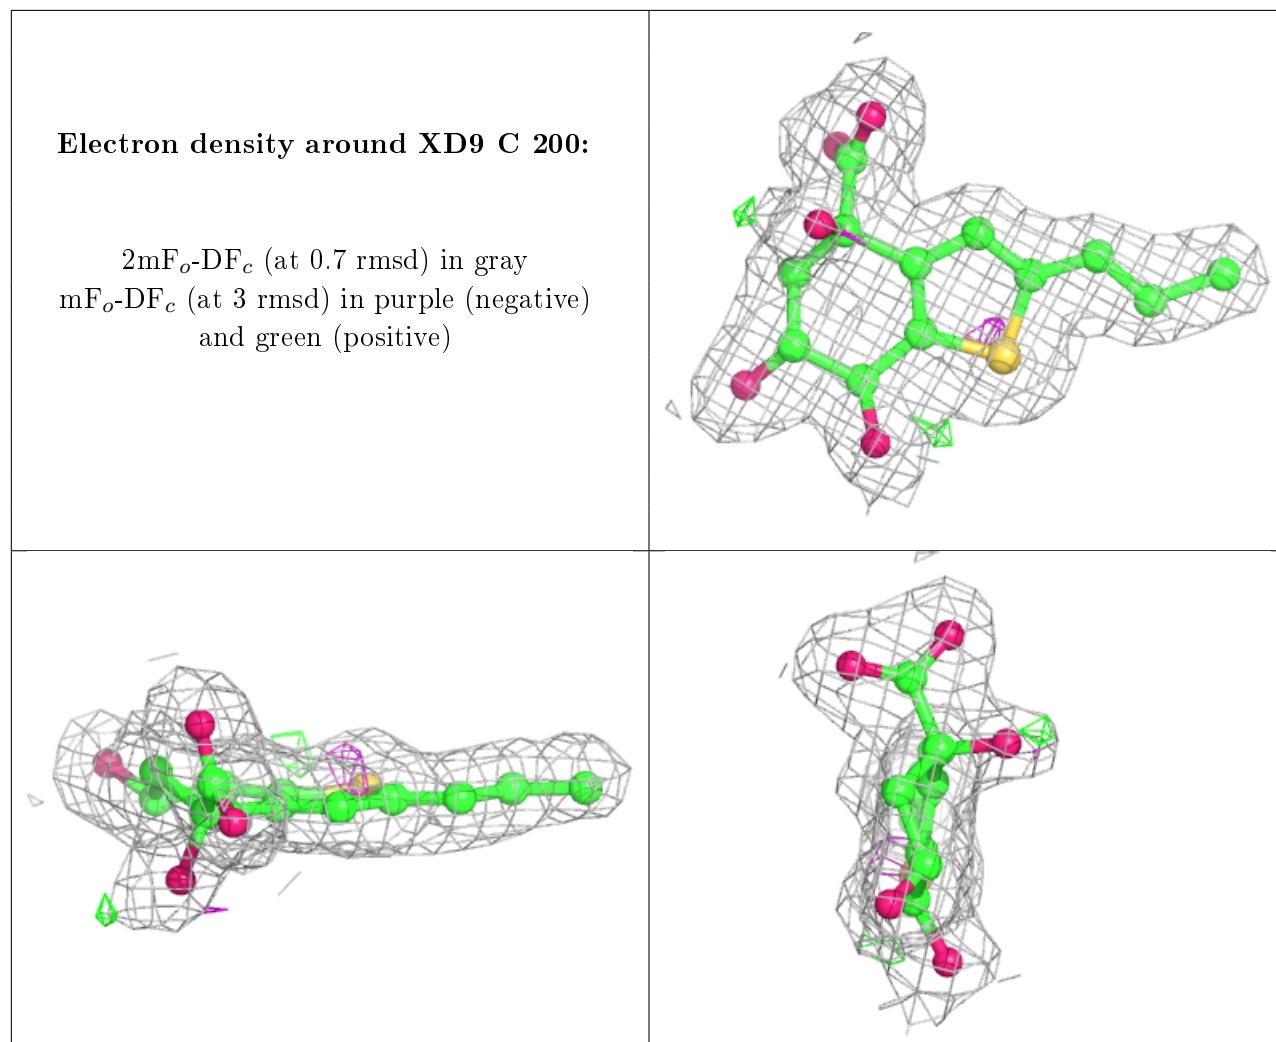 Electron density around XD9 C 200:
2mFo-DFc (at 0.7 rmsd) in gray
mFo-DFc (at 3 rmsd) in purple (negative)
and green (positive)